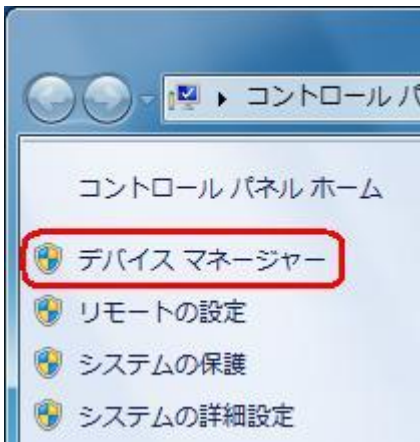 コントロール パ
コントロール パネル ホーム
デバイス マネージャー
リモートの設定
システムの保護
システムの詳細設定